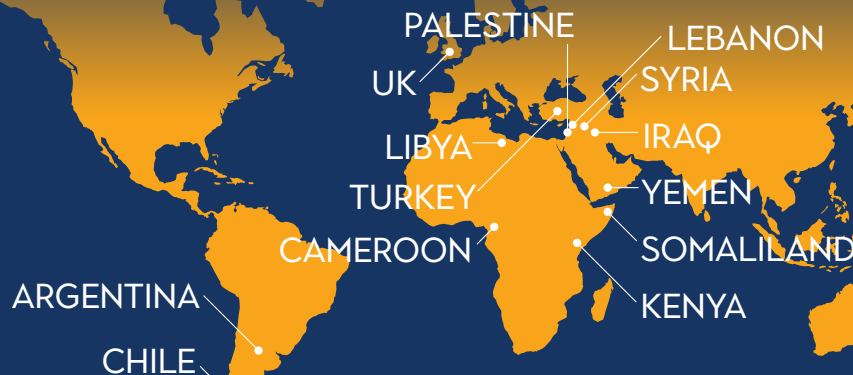 PALESTINE
LEBANON
UK
SYRIA
LIBYA
IRAQ
TURKEY
YEMEN
CAMEROON
SOMALILAND
ARGENTINA
KENYA
CHILE